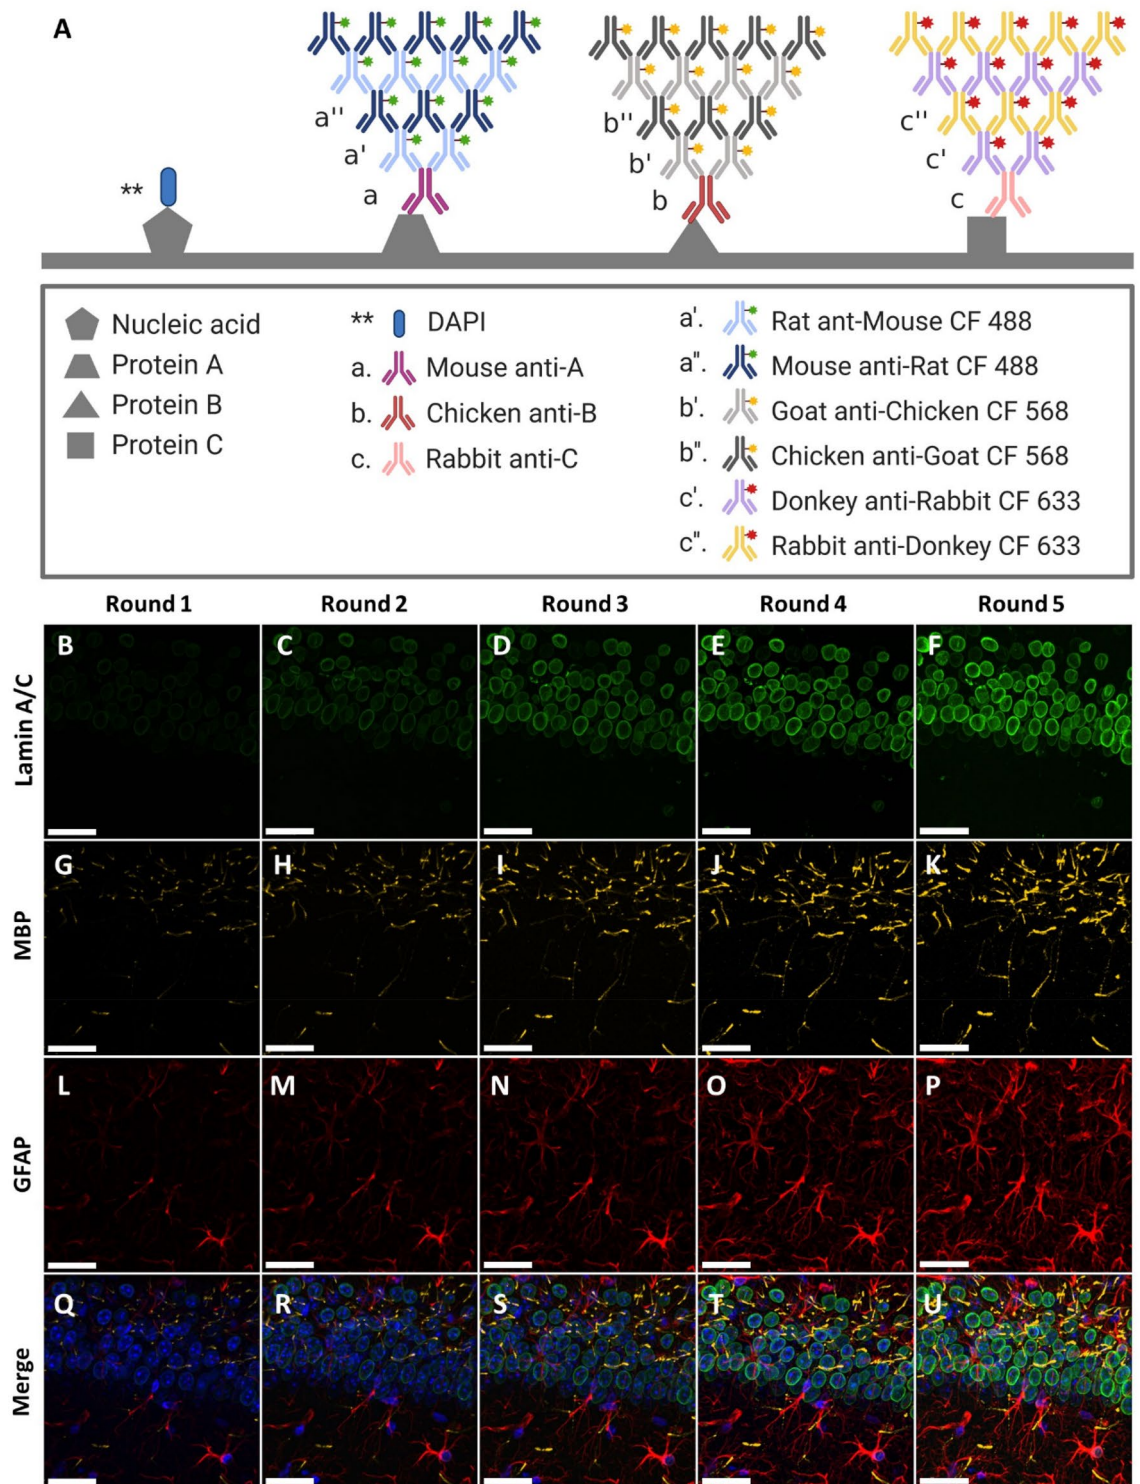 A
a''
a'
a
b''
b'
b
c''
c'
c
**
Nucleic acid
Protein A
Protein B
Protein C
** DAPI
a. Mouse anti-A
b. Chicken anti-B
c. Rabbit anti-C
a'. Rat ant-Mouse CF 488
a". Mouse anti-Rat CF 488
b'. Goat anti-Chicken CF 568
b". Chicken anti-Goat CF 568
c'. Donkey anti-Rabbit CF 633
c". Rabbit anti-Donkey CF 633
Round 1 Round 2 Round 3 Round 4 Round 5
Lamin A/C
B C D E F
MBP
G H I J K
GFAP
L M N O P
Merge
Q R S T U